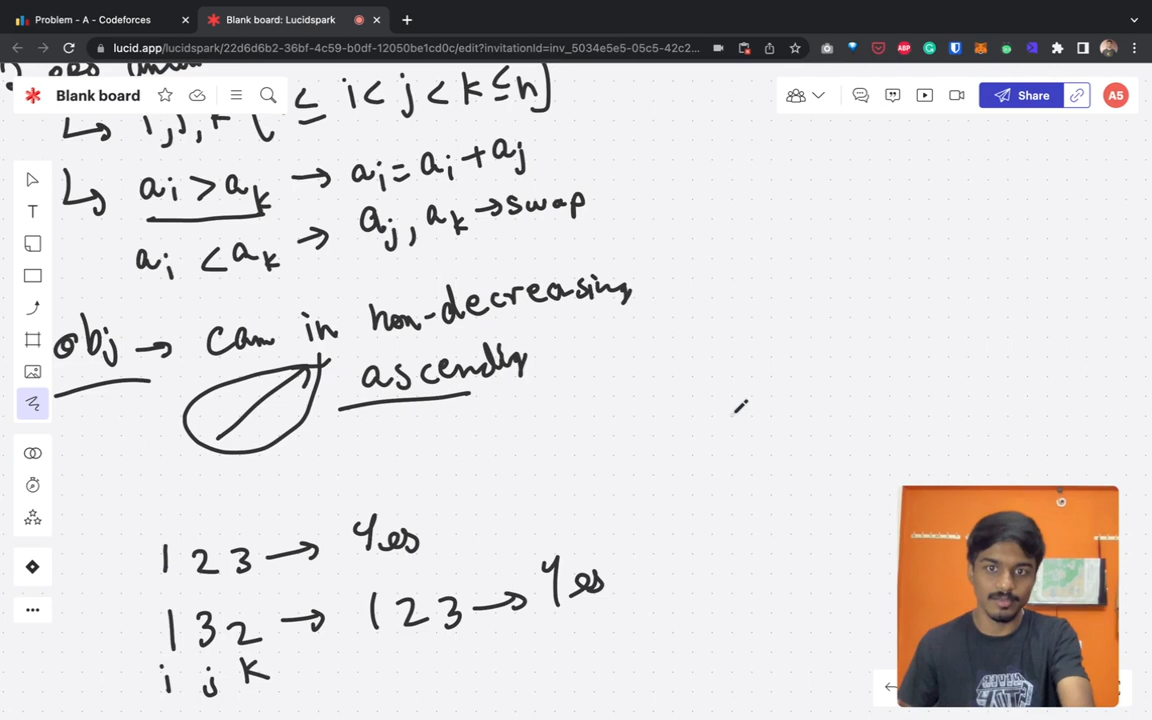 Problem - A - Codeforces
Blank board: Lucidspark
lucid.app/lucidspark/22d6d6b2-36bf-4c59-b0df-12050be1cd0c/edit?invitationId=inv_5034e5e5-05c5-42c2...
Blank board
Share
A5
≤ i < j < k ≤ n]
i, j, k
ai > ak → ai = ai + aj
ai < ak → aj, ak → swap
obj → can in non-decreasing
ascending
1 2 3 → Yes
1 3 2 → 1 2 3 → Yes
i j k